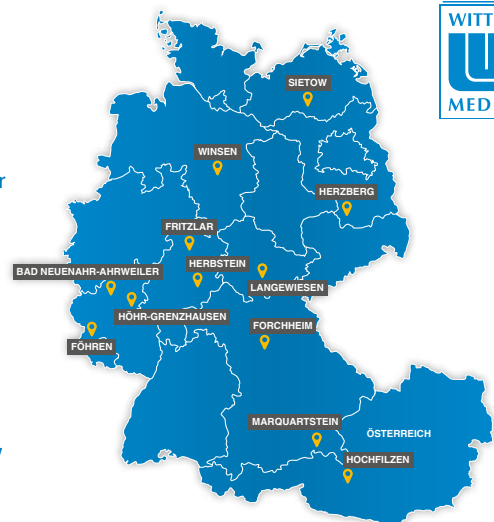 WITT
MED
SIETOW
WINSEN
HERZBERG
FRITZLAR
HERBSTEIN
BAD NEUENAHR-AHRWEILER
LANGEWIESEN
HÖHR-GRENZHAUSEN
FORCHHEIM
FÖHREN
MARQUARTSTEIN
ÖSTERREICH
HOCHFILZEN